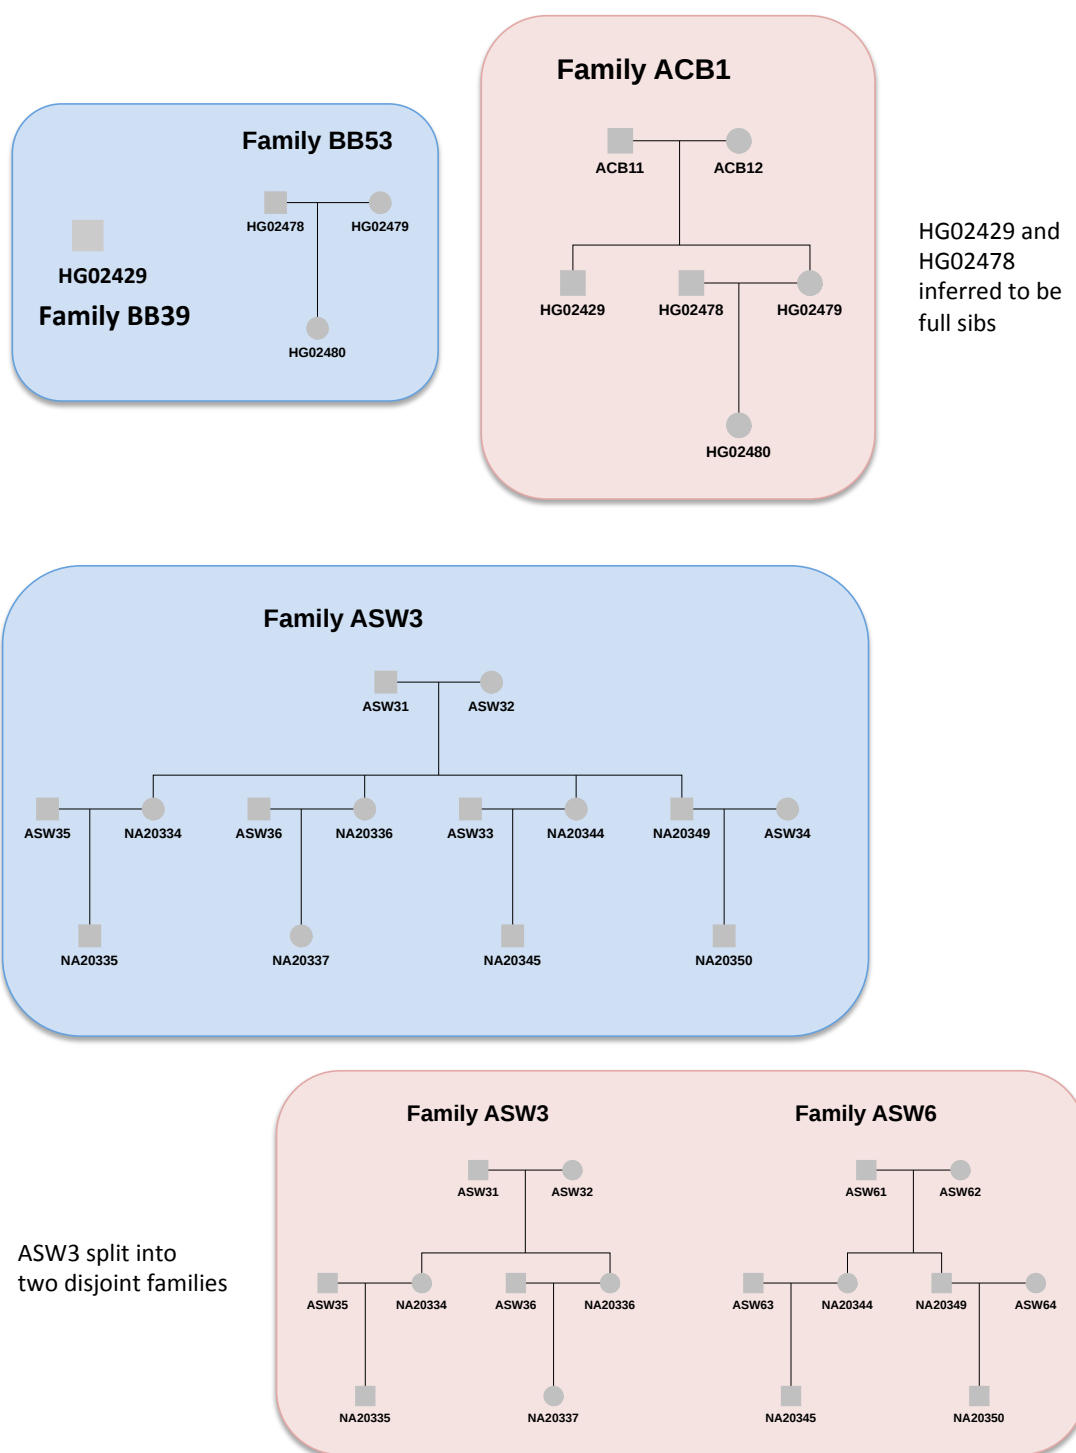 Family BB53
HG02478 HG02479
HG02480
HG02429
Family BB39
Family ACB1
ACB11 ACB12
HG02429 HG02478 HG02479
HG02480
HG02429 and
HG02478
inferred to be
full sibs
Family ASW3
ASW31 ASW32
ASW35 NA20334 ASW36 NA20336 ASW33 NA20344 NA20349 ASW34
NA20335 NA20337 NA20345 NA20350
ASW3 split into
two disjoint families
Family ASW3
ASW31 ASW32
ASW35 NA20334 ASW36 NA20336
NA20335 NA20337
Family ASW6
ASW61 ASW62
ASW63 NA20344 NA20349 ASW64
NA20345 NA20350